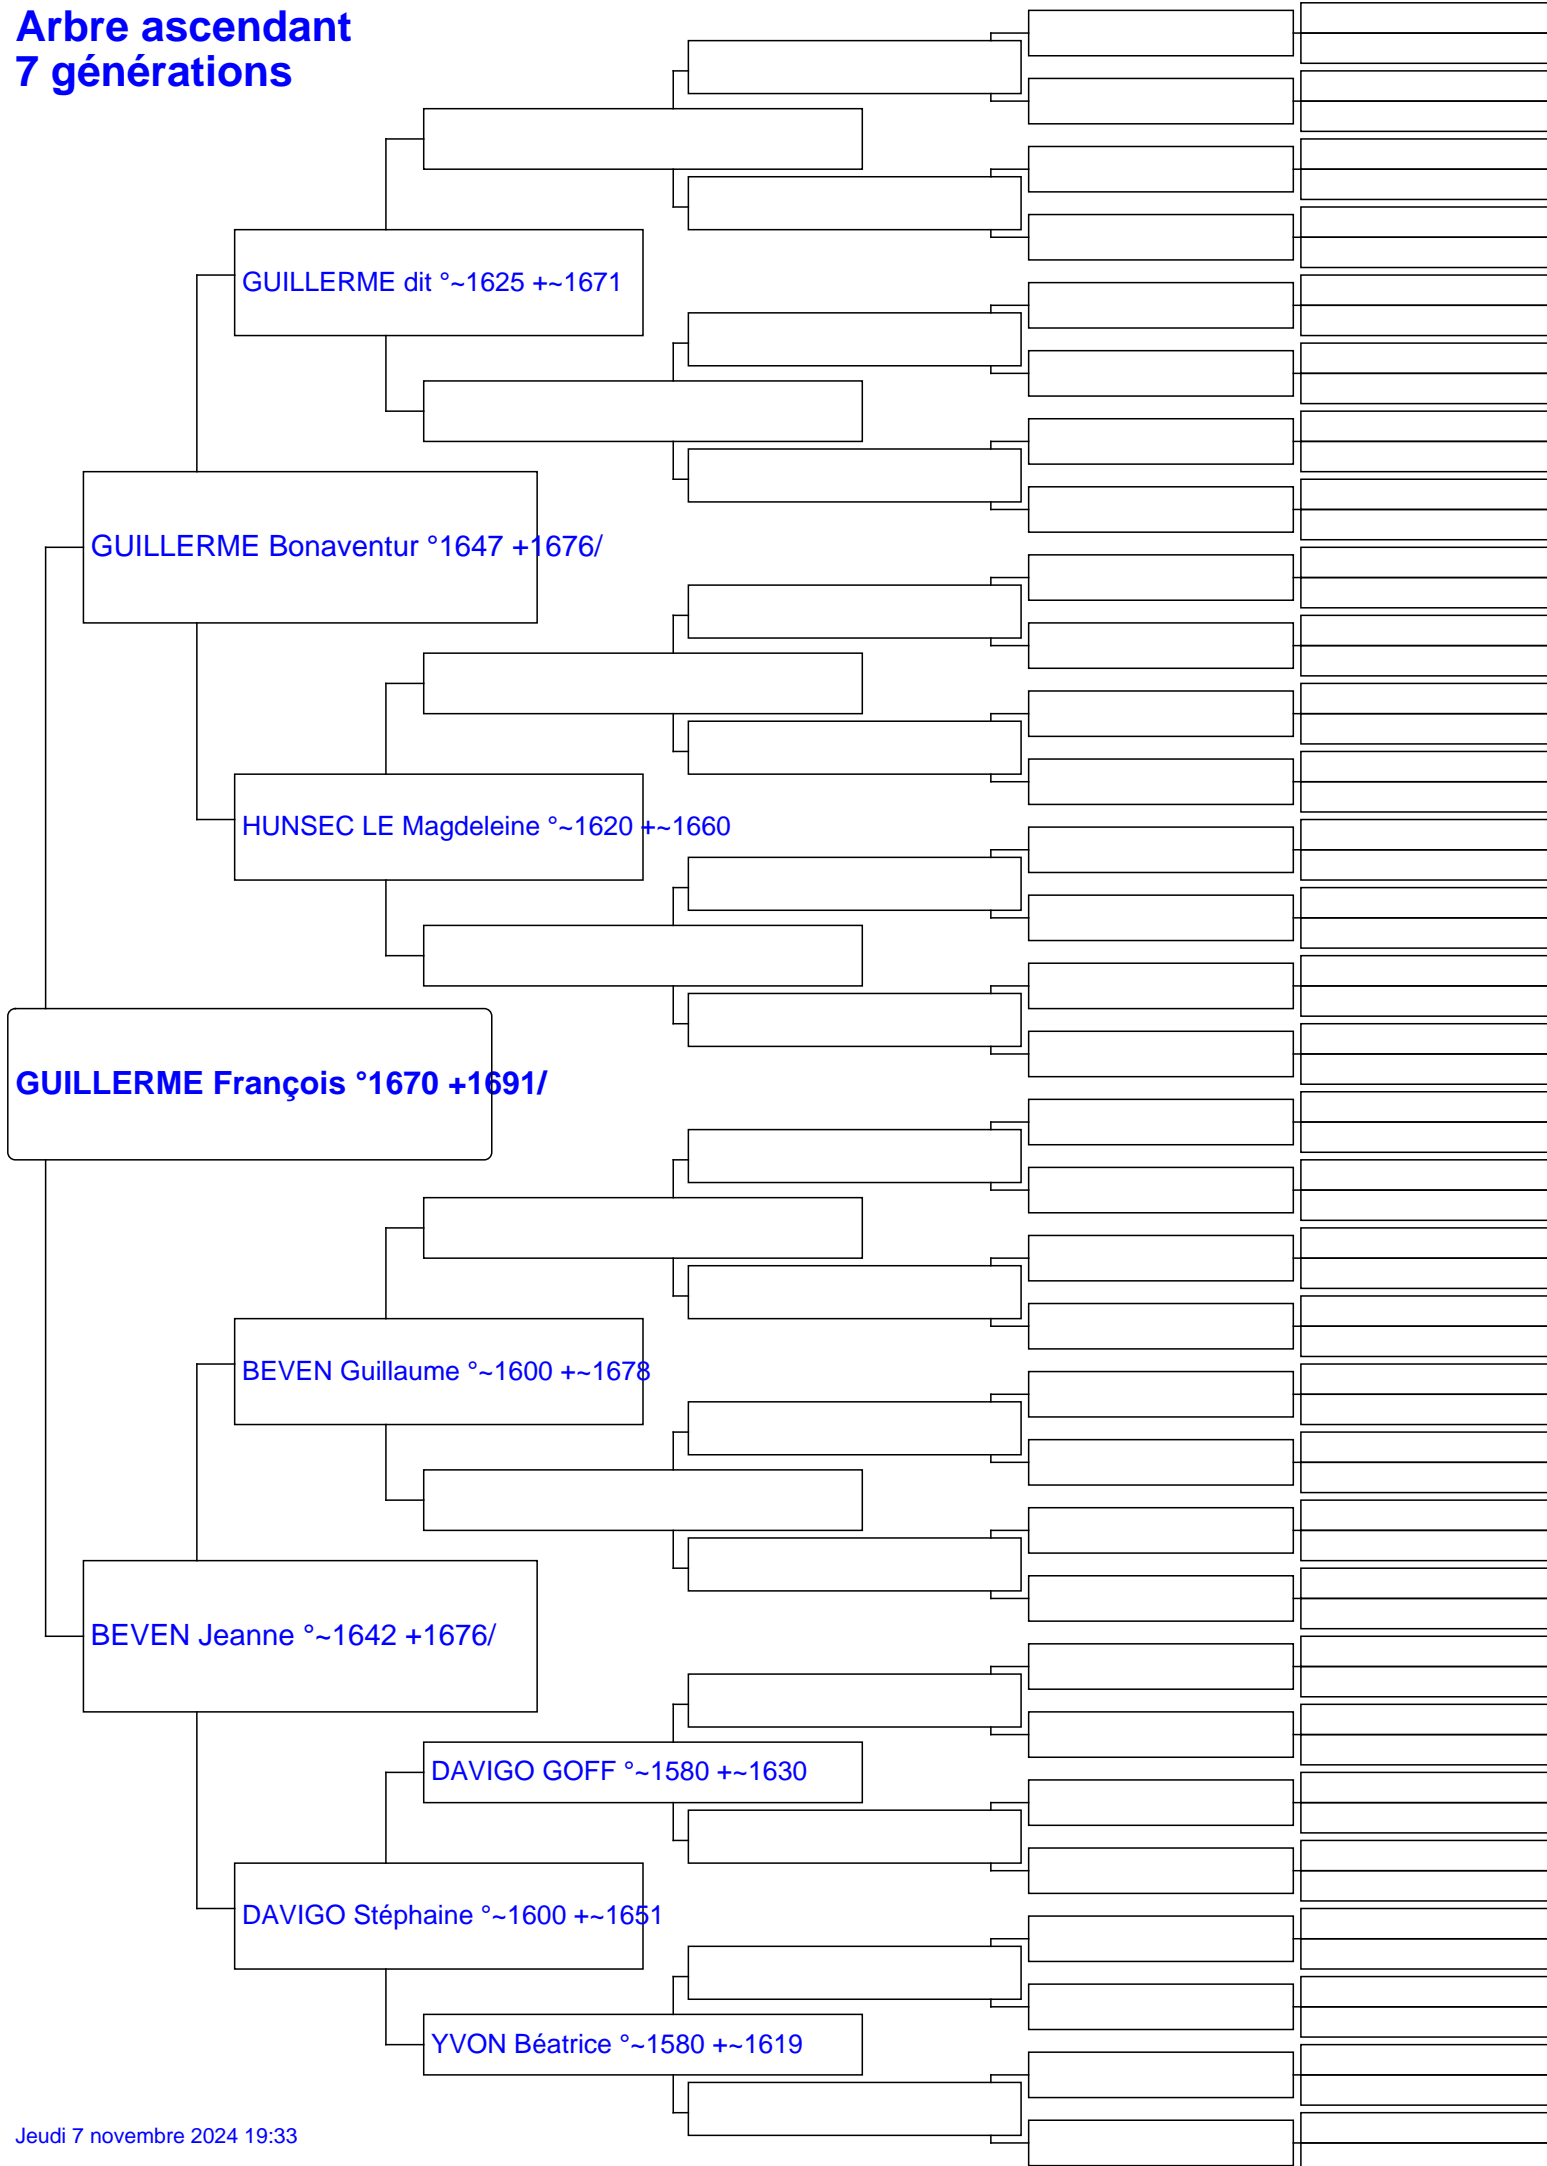 Arbre ascendant
7 générations
GUILLERME dit °~1625 +~1671
GUILLERME Bonaventur °1647 +1676/
HUNSEC LE Magdeleine °~1620 +~1660
GUILLERME François °1670 +1691/
BEVEN Guillaume °~1600 +~1678
BEVEN Jeanne °~1642 +1676/
DAVIGO GOFF °~1580 +~1630
DAVIGO Stéphaine °~1600 +~1651
YVON Béatrice °~1580 +~1619
Jeudi 7 novembre 2024 19:33